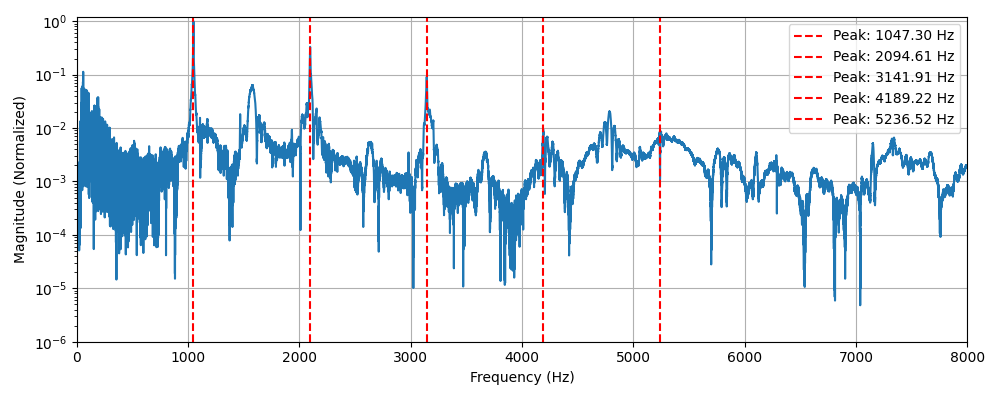 10⁰
10⁻¹
10⁻²
10⁻³
10⁻⁴
10⁻⁵
10⁻⁶
Magnitude (Normalized)
Peak: 1047.30 Hz
Peak: 2094.61 Hz
Peak: 3141.91 Hz
Peak: 4189.22 Hz
Peak: 5236.52 Hz
0 1000 2000 3000 4000 5000 6000 7000 8000
Frequency (Hz)